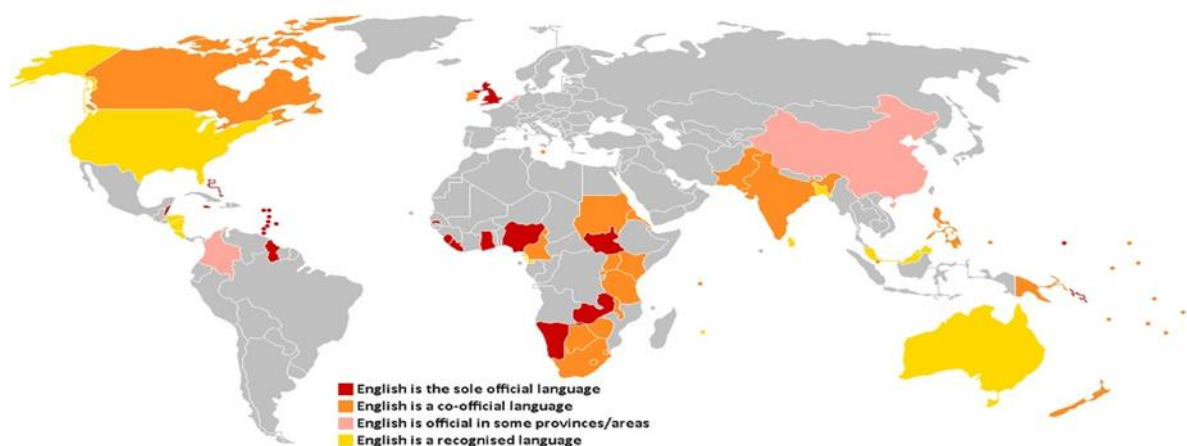 English is the sole official language
English is a co-official language
English is official in some provinces/areas
English is a recognised language